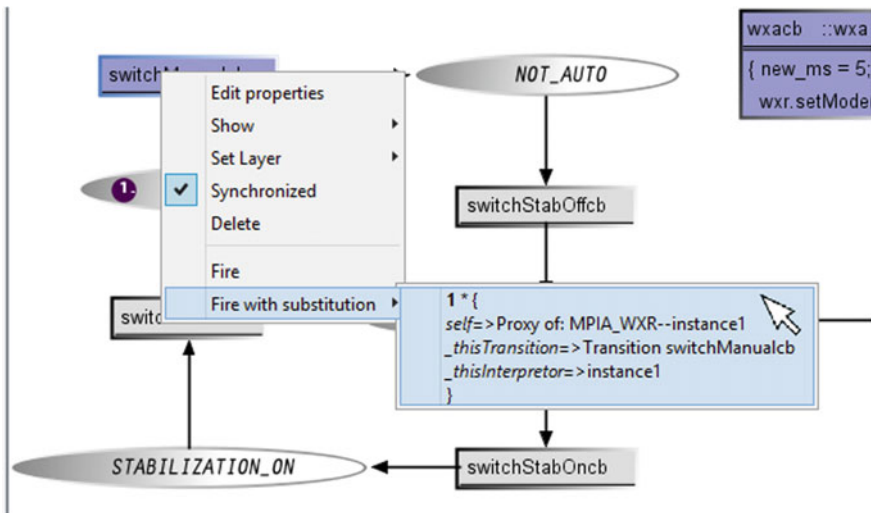 wxacb ::wxa
{ new_ms = 5;
wxr.setMode
NOT_AUTO
Edit properties
Show
Set Layer
1.
Synchronized
Delete
switchStabOffcb
Fire
Fire with substitution
1 * {
self=>Proxy of: MPIA_WXR--instance1
_thisTransition=>Transition switchManualcb
_thisInterpretor=>instance1
}
STABILIZATION_ON
switchStabOncb